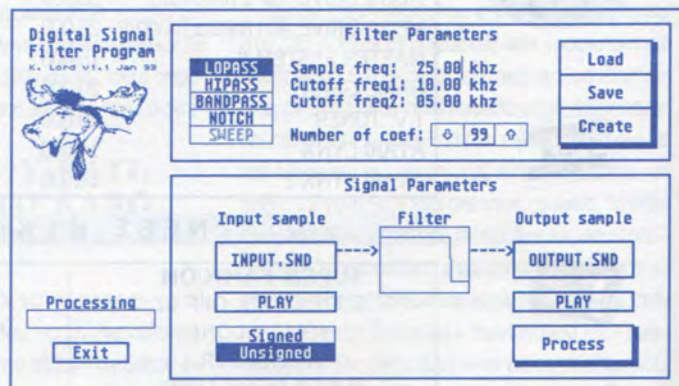 Digital Signal
Filter Program
K. Lord V1.1 Jan 93
Filter Parameters
LOPASS
HIPASS
BANDPASS
NOTCH
SWEEP
Sample freq: 25.00 khz
Cutoff freq1: 10.00 khz
Cutoff freq2: 05.00 khz
Number of coef: ⇩ 99 ⇧
Load
Save
Create
Signal Parameters
Input sample
Filter
Output sample
INPUT.SND
OUTPUT.SND
PLAY
PLAY
Signed
Unsigned
Process
Processing
Exit